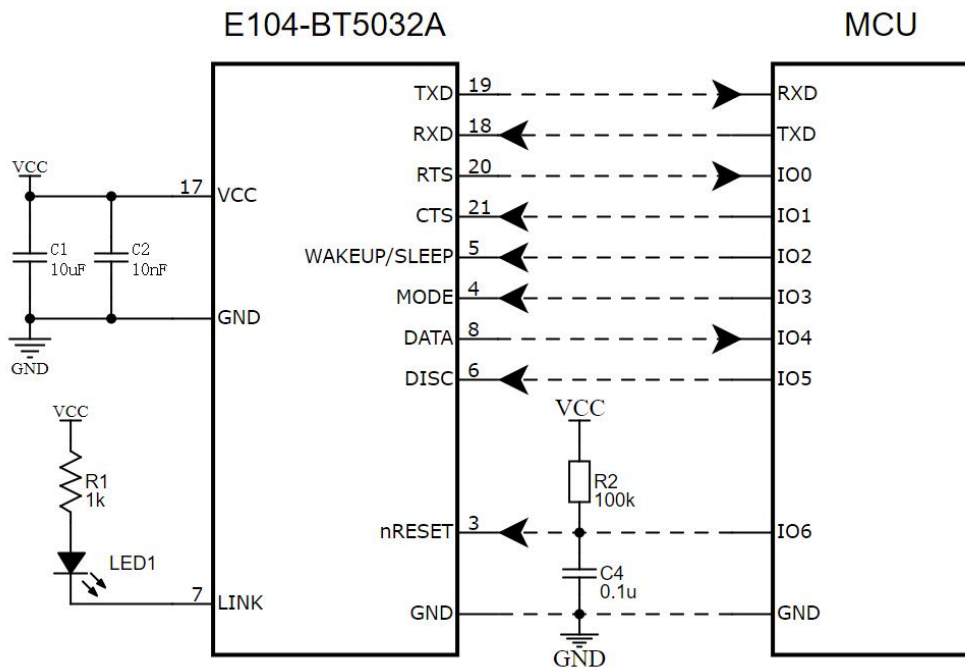 E104-BT5032A
MCU
TXD 19 RXD
RXD 18 TXD
RTS 20 IO0
VCC
17 VCC
CTS 21 IO1
C1
10uF
C2
10nF
WAKEUP/SLEEP 5 IO2
MODE 4 IO3
GND
DATA 8 IO4
GND
DISC 6 IO5
VCC
VCC
R1
1k
R2
100k
nRESET 3 IO6
LED1
C4
0.1u
7 LINK
GND GND
GND